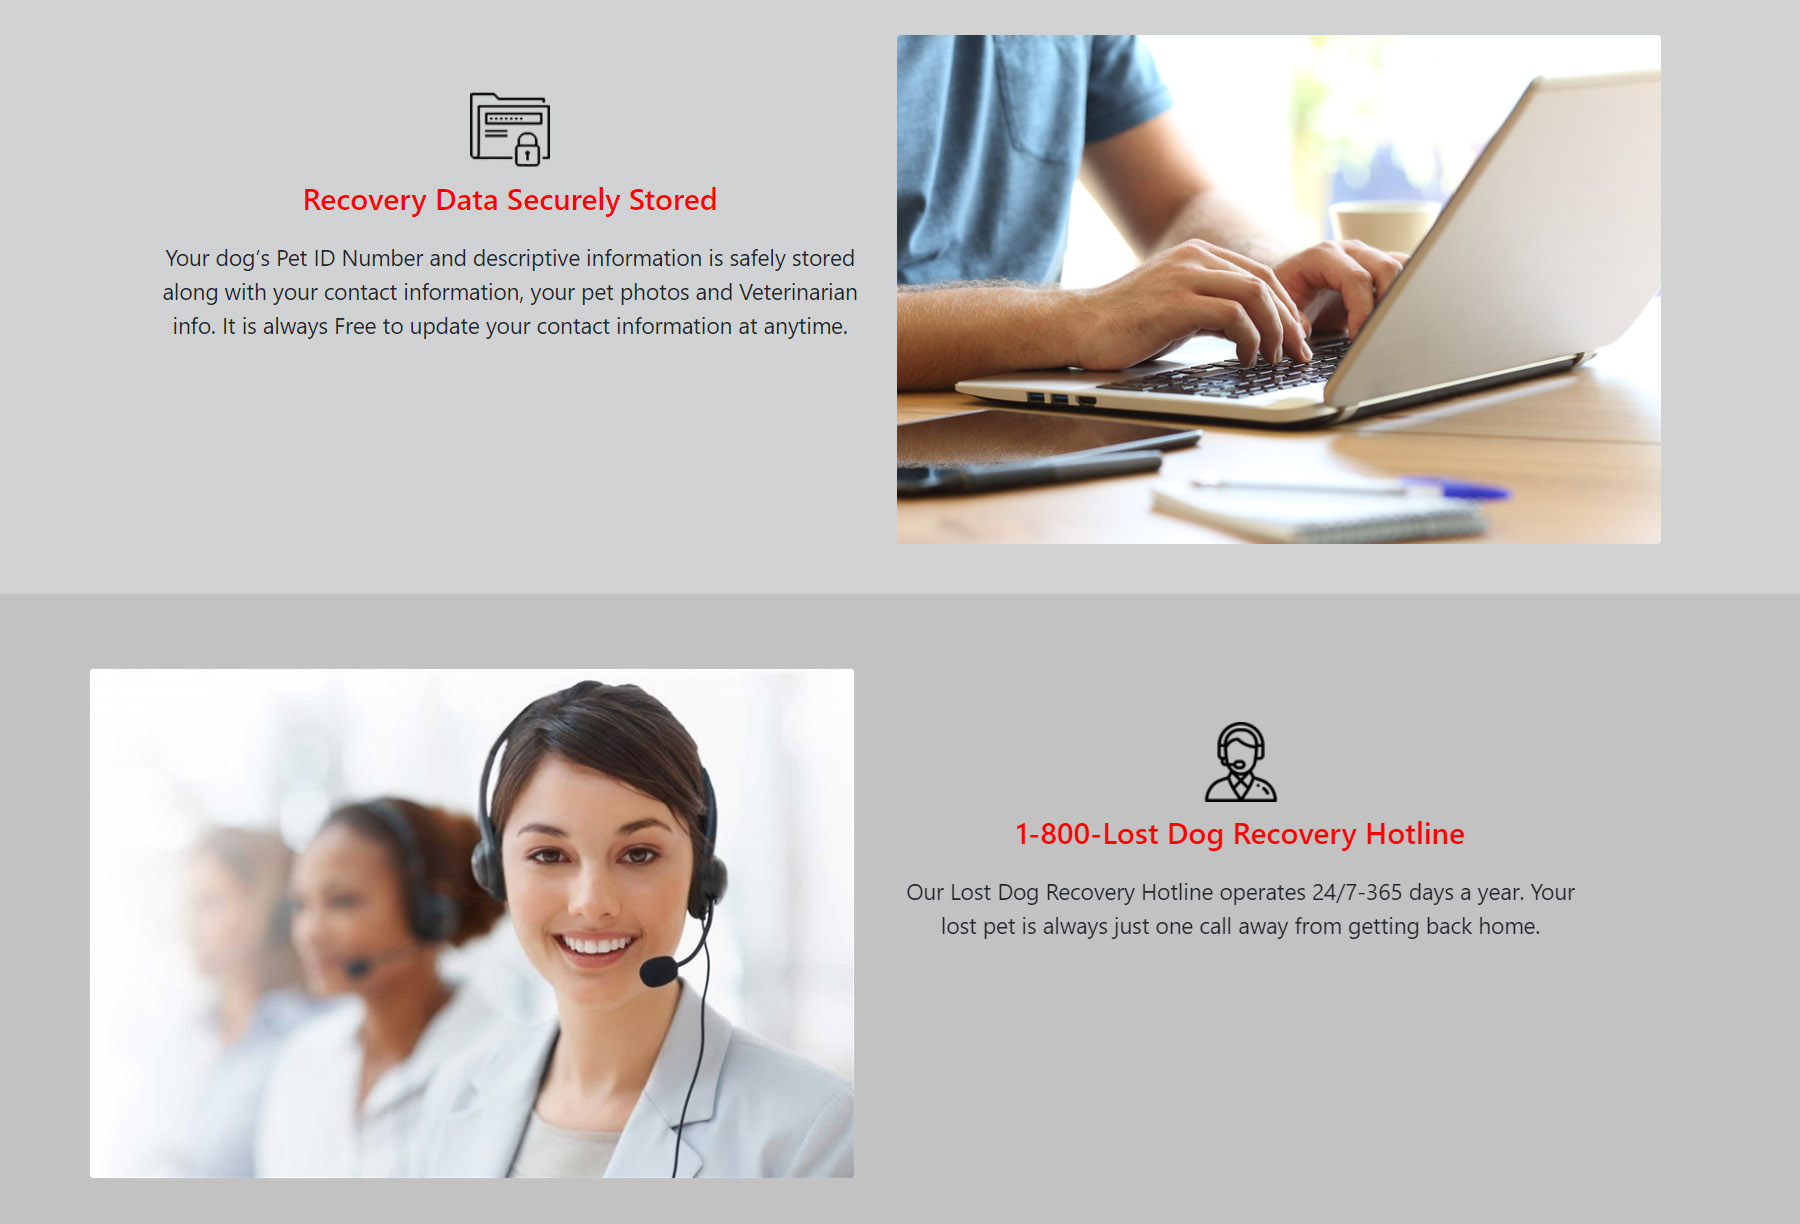 Recovery Data Securely Stored
Your dog’s Pet ID Number and descriptive information is safely stored
along with your contact information, your pet photos and Veterinarian
info. It is always Free to update your contact information at anytime.
1-800-Lost Dog Recovery Hotline
Our Lost Dog Recovery Hotline operates 24/7-365 days a year. Your
lost pet is always just one call away from getting back home.